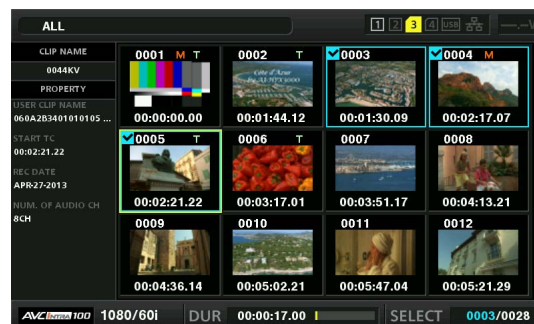 ALL
1 2 3 4 USB
CLIP NAME
0044KV
PROPERTY
USER CLIP NAME
060A2B3401010105 ...
START TC
00:02:21.22
REC DATE
APR-27-2013
NUM. OF AUDIO CH
8CH
0001 M T
00:00:00.00
0002 T
Côte d'Azur
00:01:44.12
0003
00:01:30.09
0004 M
00:02:17.07
0005 T
00:02:21.22
0006 T
00:03:17.01
0007
00:03:51.17
0008
00:04:13.21
0009
00:04:36.14
0010
00:05:02.21
0011
00:05:47.04
0012
00:05:21.29
AVC INTRA 100 1080/60i DUR 00:00:17.00 SELECT 0003/0028